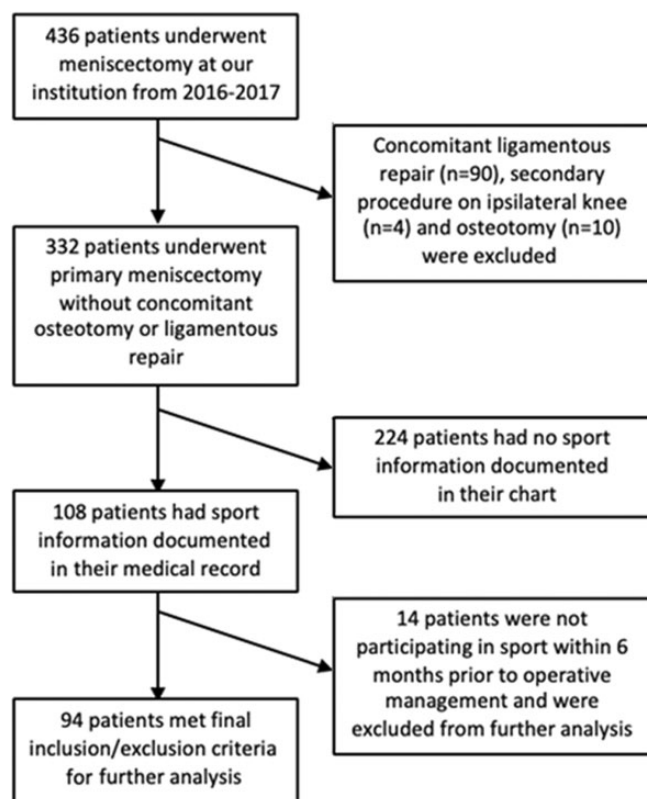 436 patients underwent
meniscectomy at our
institution from 2016-2017
Concomitant ligamentous
repair (n=90), secondary
procedure on ipsilateral knee
(n=4) and osteotomy (n=10)
were excluded
332 patients underwent
primary meniscectomy
without concomitant
osteotomy or ligamentous
repair
224 patients had no sport
information documented
in their chart
108 patients had sport
information documented
in their medical record
14 patients were not
participating in sport within 6
months prior to operative
management and were
excluded from further analysis
94 patients met final
inclusion/exclusion criteria
for further analysis